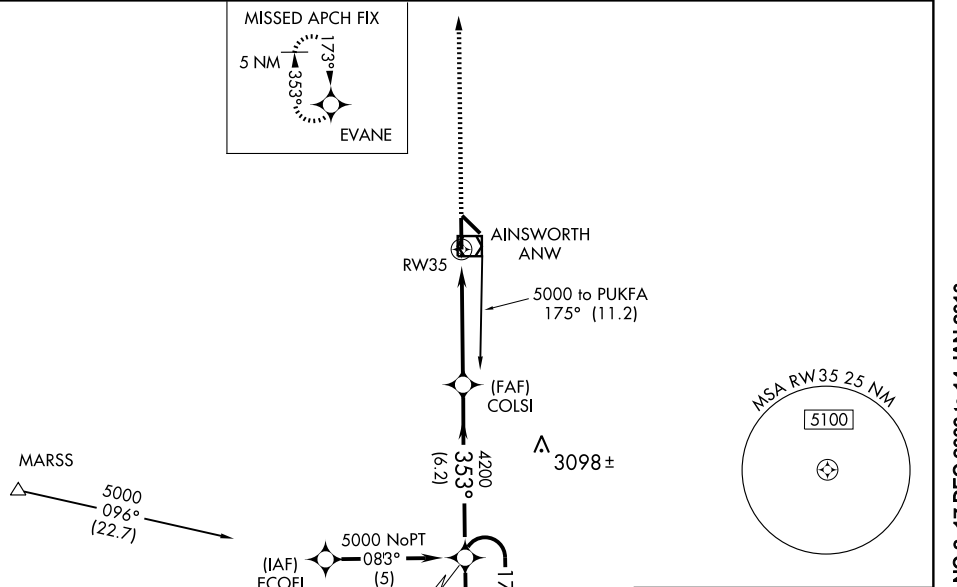 MISSED APCH FIX
5 NM
173°
353°
EVANE
AINSWORTH
ANW
RW35
5000 to PUKFA
175° (11.2)
(FAF)
COLSI
MSA RW35 25 NM
5100
3098±
4200
353°
(6.2)
MARSS
5000
096°
(22.7)
5000 NoPT
083°
(5)
(IAF)
17